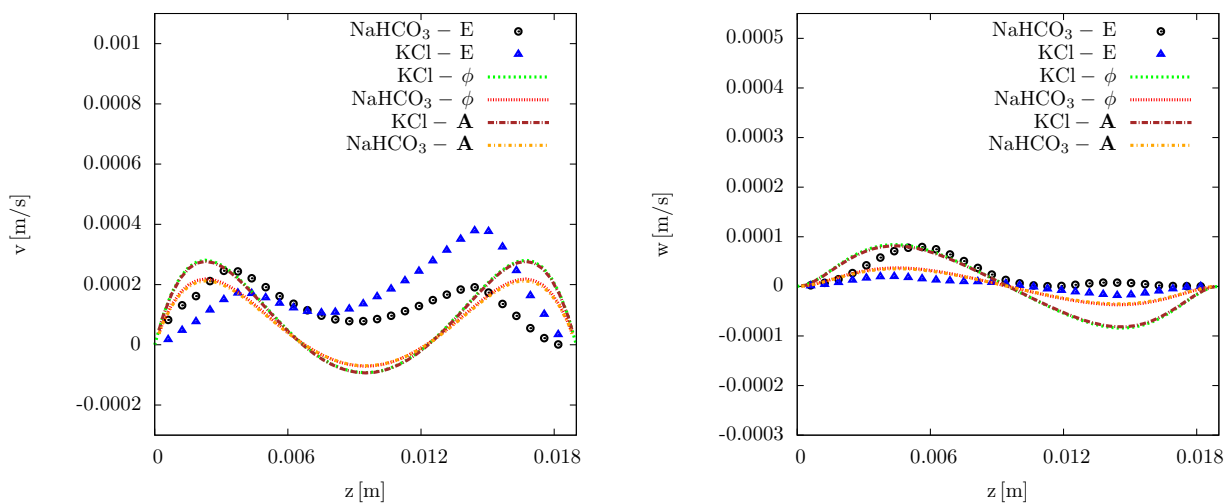 NaHCO₃ − E
KCl − E
KCl − ϕ
NaHCO₃ − ϕ
KCl − A
NaHCO₃ − A
0.001
0.0008
0.0006
0.0004
0.0002
0
-0.0002
v [m/s]
0
0.006
0.012
0.018
z [m]
NaHCO₃ − E
KCl − E
KCl − ϕ
NaHCO₃ − ϕ
KCl − A
NaHCO₃ − A
0.0005
0.0004
0.0003
0.0002
0.0001
0
-0.0001
-0.0002
-0.0003
w [m/s]
0
0.006
0.012
0.018
z [m]